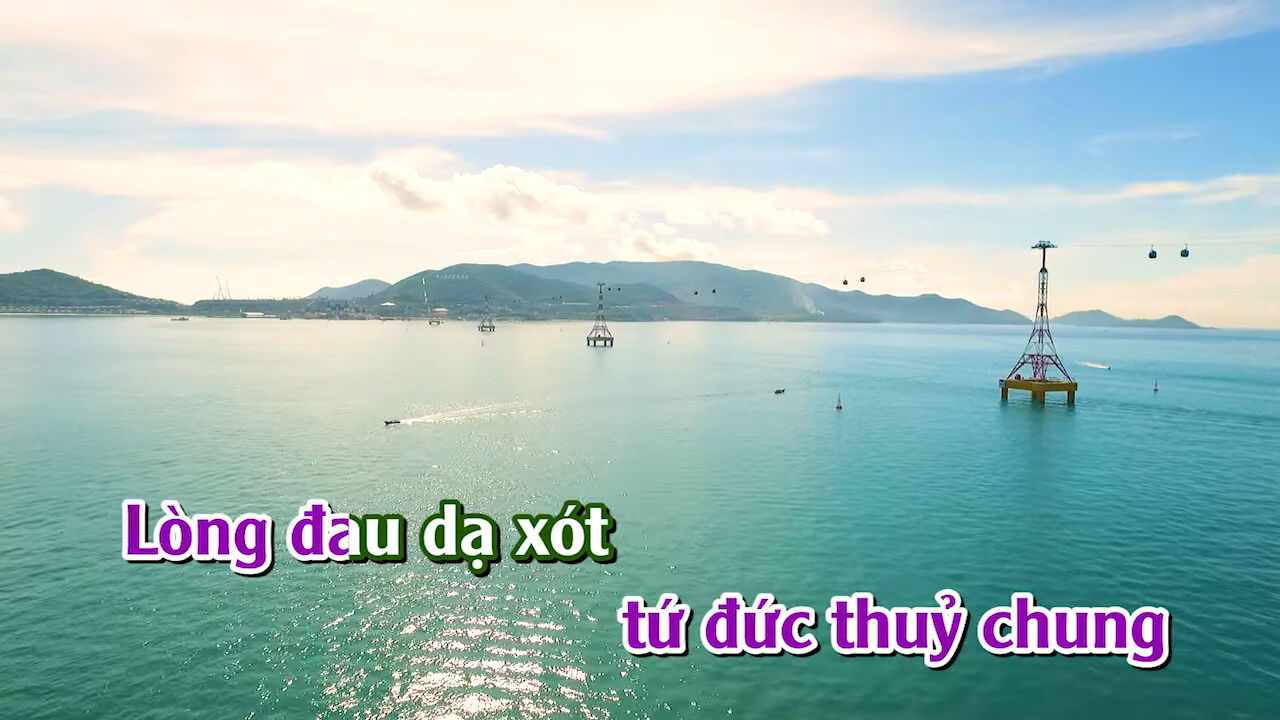 Lòng đau dạ xót
tứ đức thuỷ chung